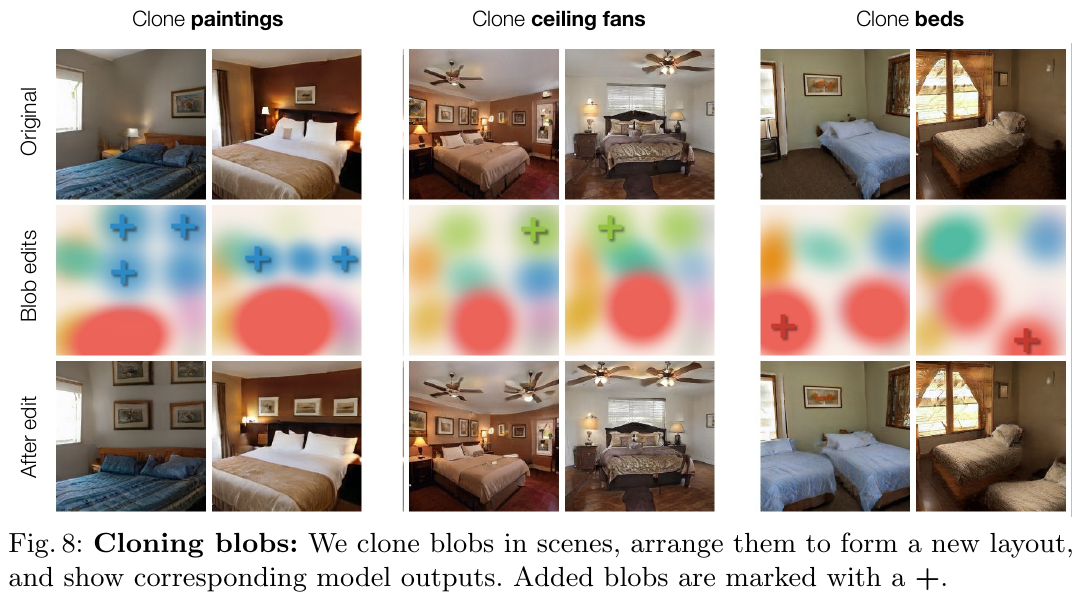 Clone paintings
Clone ceiling fans
Clone beds
Original
Blob edits
After edit
Fig. 8: Cloning blobs: We clone blobs in scenes, arrange them to form a new layout,
and show corresponding model outputs. Added blobs are marked with a +.